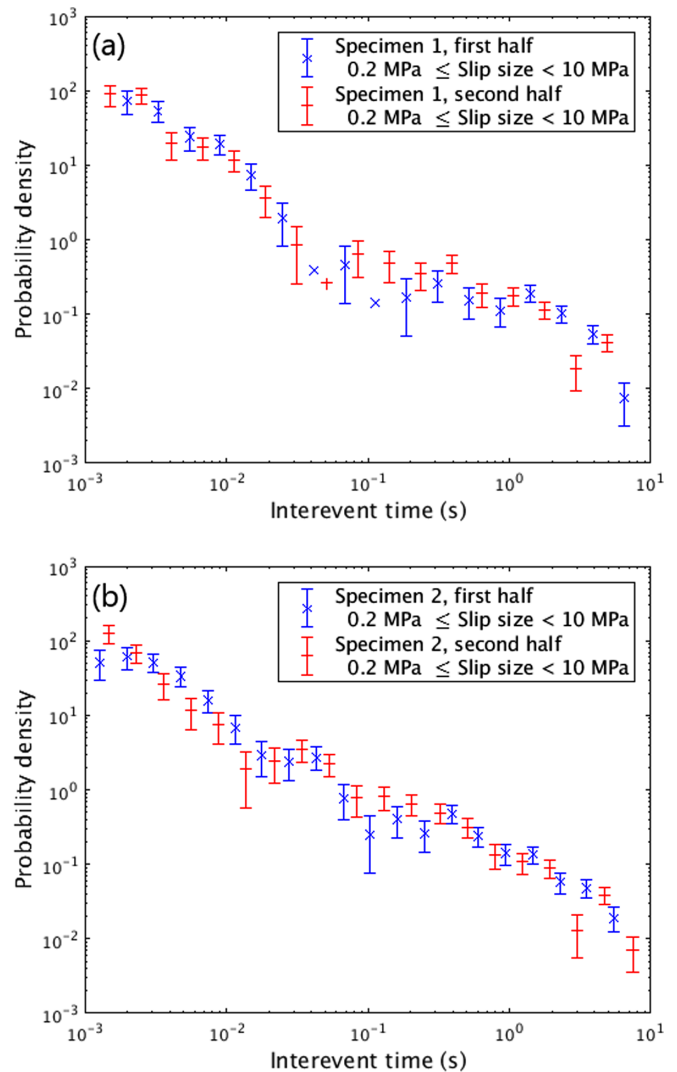 (a)
Specimen 1, first half
0.2 MPa ≤ Slip size < 10 MPa
Specimen 1, second half
0.2 MPa ≤ Slip size < 10 MPa
10³
10²
10¹
10⁰
10⁻¹
10⁻²
10⁻³
Probability density
10⁻³ 10⁻² 10⁻¹ 10⁰ 10¹
Interevent time (s)
(b)
Specimen 2, first half
0.2 MPa ≤ Slip size < 10 MPa
Specimen 2, second half
0.2 MPa ≤ Slip size < 10 MPa
10³
10²
10¹
10⁰
10⁻¹
10⁻²
10⁻³
Probability density
10⁻³ 10⁻² 10⁻¹ 10⁰ 10¹
Interevent time (s)